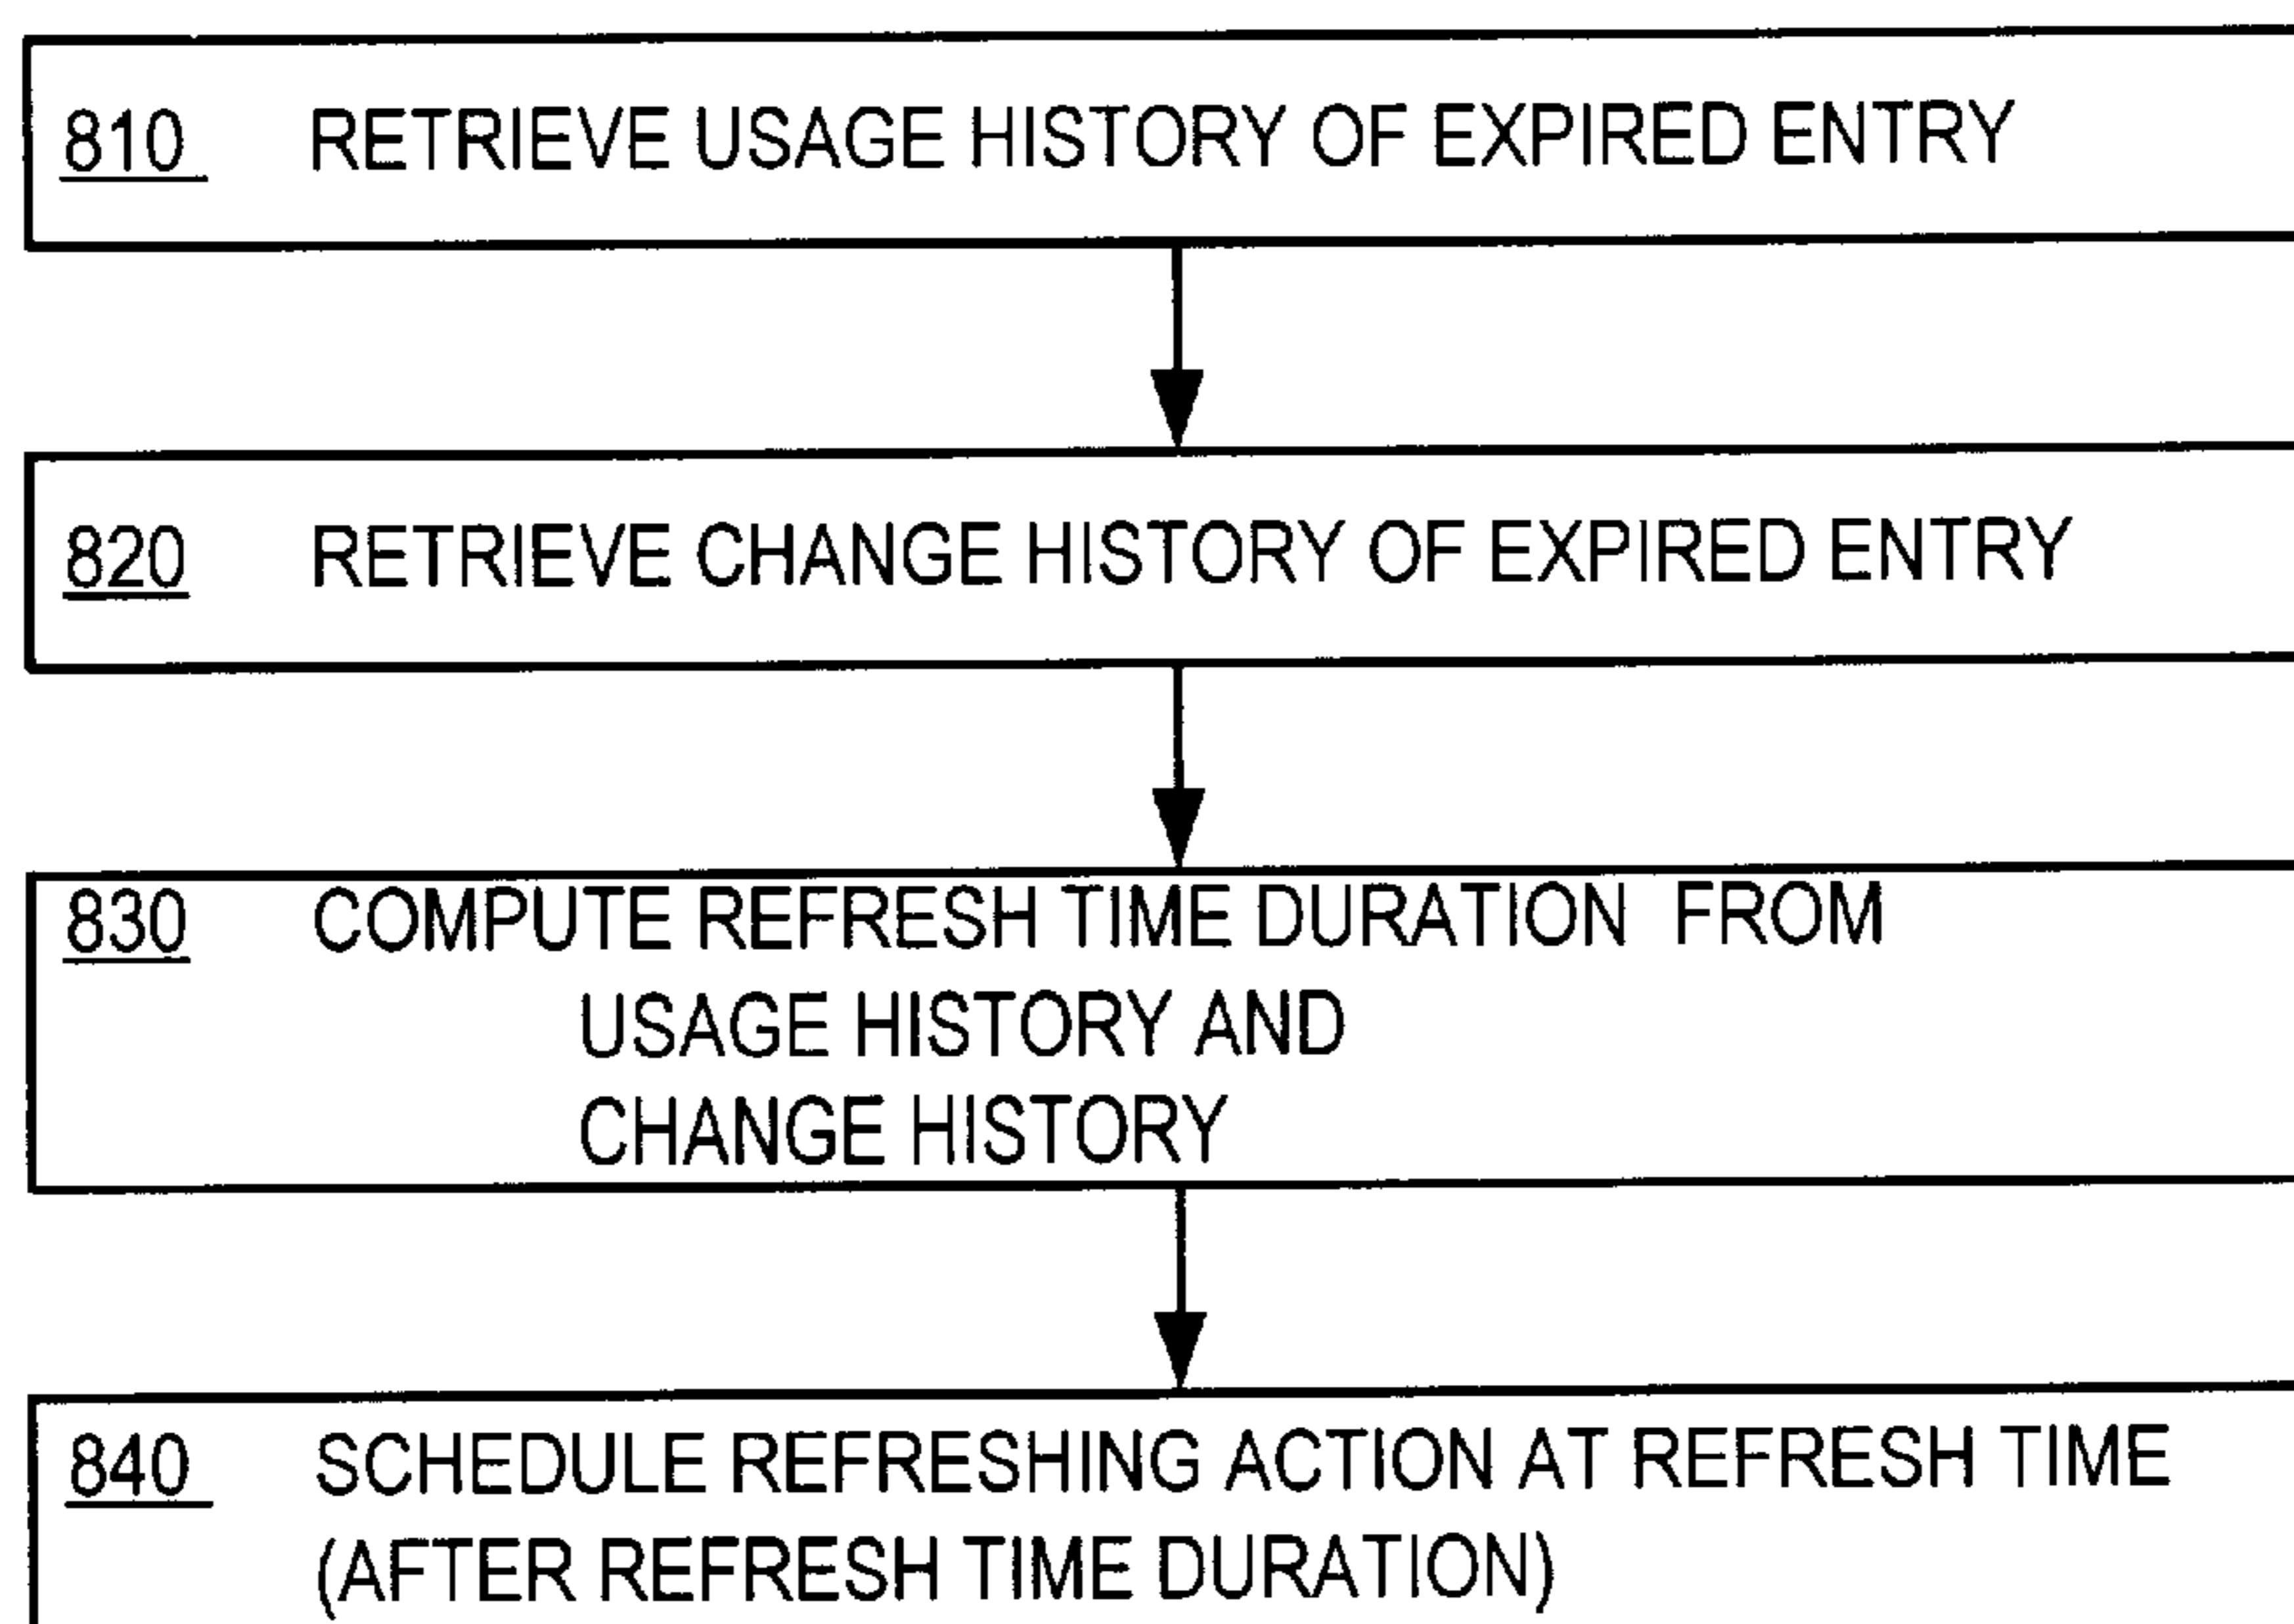 810 RETRIEVE USAGE HISTORY OF EXPIRED ENTRY
820 RETRIEVE CHANGE HISTORY OF EXPIRED ENTRY
830 COMPUTE REFRESH TIME DURATION FROM
USAGE HISTORY AND
CHANGE HISTORY
840 SCHEDULE REFRESHING ACTION AT REFRESH TIME
(AFTER REFRESH TIME DURATION)